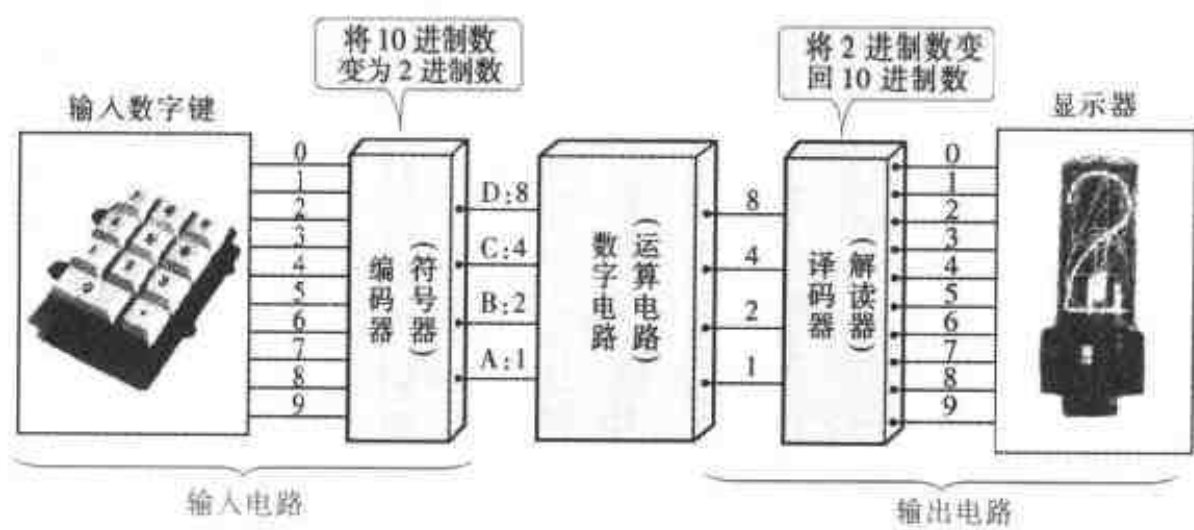 将 10 进制数
变为 2 进制数
将 2 进制数变
回 10 进制数
输入数字键
显示器
0
1
2
3
4
5
6
7
8
9
编码器
(符号器)
D:8
C:4
B:2
A:1
数字电路
(运算电路)
8
4
2
1
译码器
(解读器)
0
1
2
3
4
5
6
7
8
9
输入电路
输出电路